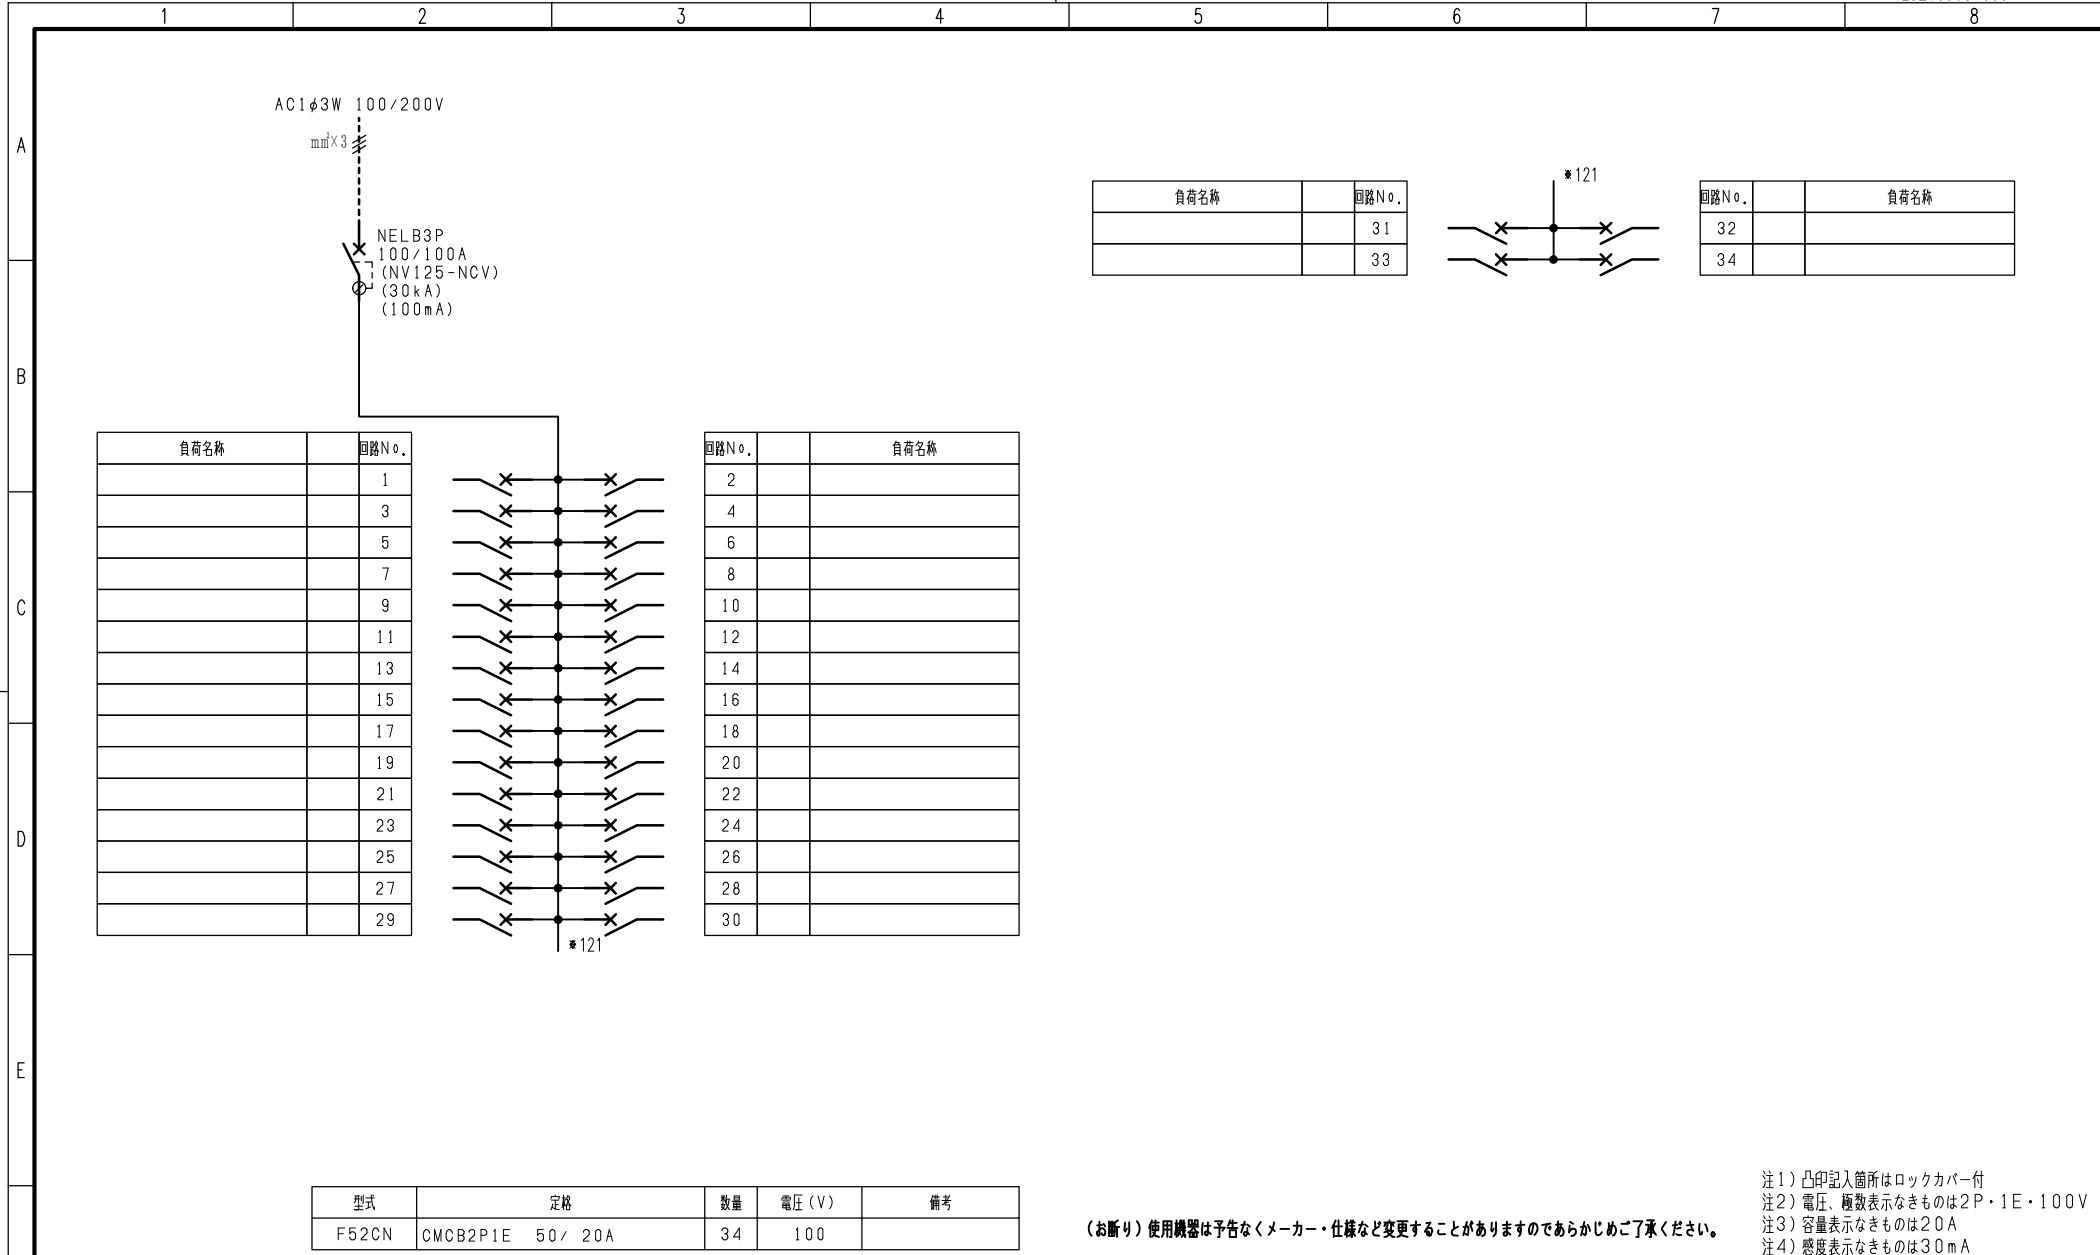 1 2 3 4 5 6 7 8
A
B
C
D
E
AC1φ3W 100/200V
mm²×3
NELB3P
100/100A
(NV125-NCV)
(30kA)
(100mA)
負荷名称 回路No.
1
3
5
7
9
11
13
15
17
19
21
23
25
27
29
回路No. 負荷名称
2
4
6
8
10
12
14
16
18
20
22
24
26
28
30
*121
負荷名称 回路No.
31
33
*121
回路No. 負荷名称
32
34
型式 定格 数量 電圧(V) 備考
F52CN CMCB2P1E 50/ 20A 34 100
(お断り)使用機器は予告なくメーカー・仕様など変更することがありますのであらかじめご了承ください。
注1)凸印記入箇所はロックカバー付
注2)電圧、極数表示なきものは2P・1E・100V
注3)容量表示なきものは20A
注4)感度表示なきものは30mA